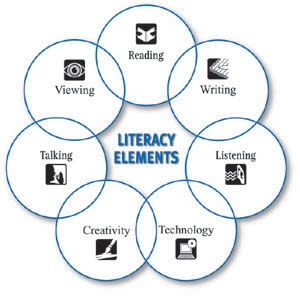 Reading
Viewing
Writing
LITERACY
ELEMENTS
Talking
Listening
Creativity
Technology